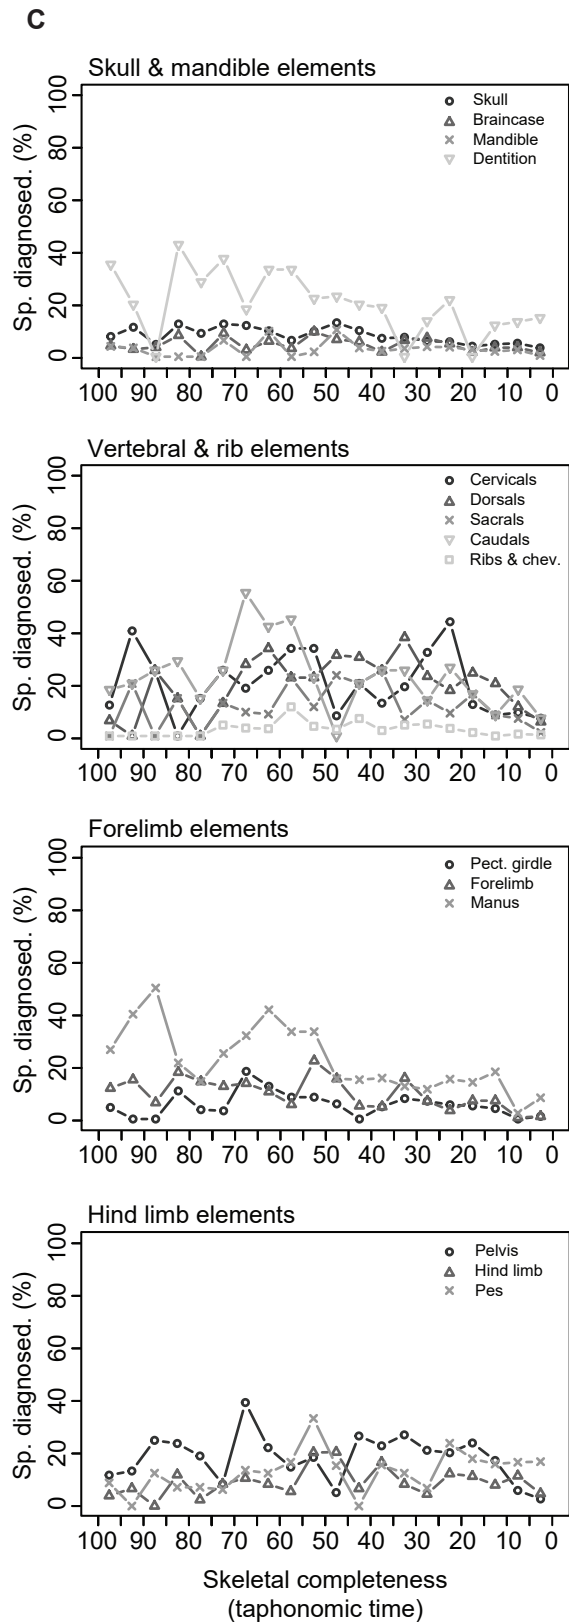 C
Skull & mandible elements
Sp. diagnosed. (%)
100
80
60
40
20
0
Skull
Braincase
Mandible
Dentition
100 90 80 70 60 50 40 30 20 10 0
Vertebral & rib elements
Sp. diagnosed. (%)
100
80
60
40
20
0
Cervicals
Dorsals
Sacrals
Caudals
Ribs & chev.
100 90 80 70 60 50 40 30 20 10 0
Forelimb elements
Sp. diagnosed. (%)
100
80
60
40
20
0
Pect. girdle
Forelimb
Manus
100 90 80 70 60 50 40 30 20 10 0
Hind limb elements
Sp. diagnosed. (%)
100
80
60
40
20
0
Pelvis
Hind limb
Pes
100 90 80 70 60 50 40 30 20 10 0
Skeletal completeness
(taphonomic time)